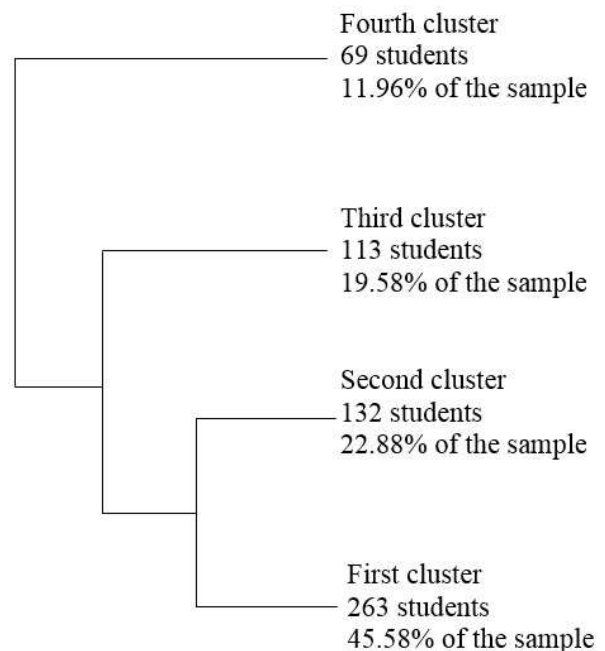 Fourth cluster
69 students
11.96% of the sample
Third cluster
113 students
19.58% of the sample
Second cluster
132 students
22.88% of the sample
First cluster
263 students
45.58% of the sample